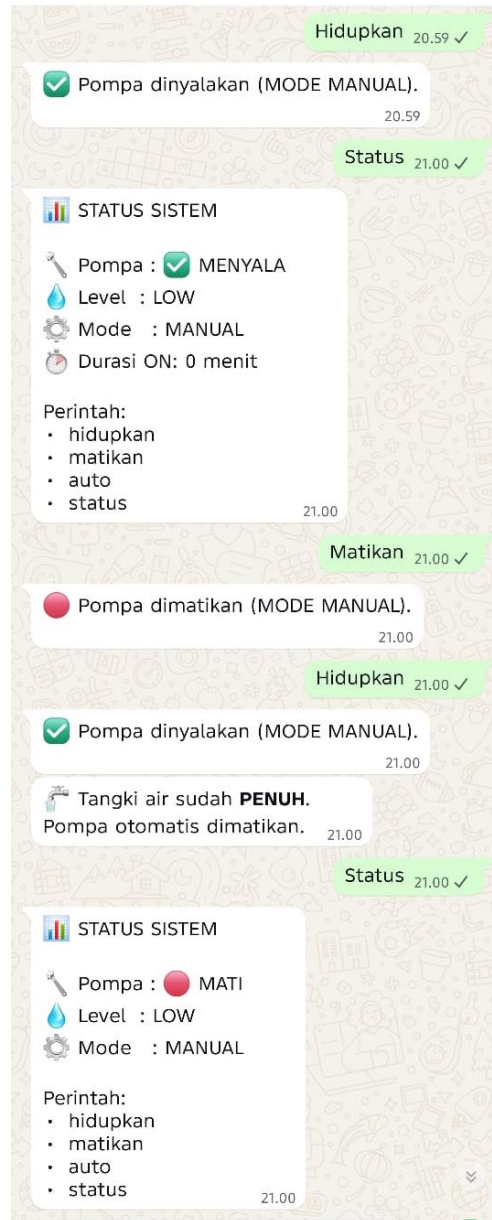 Hidupkan 20.59
✅ Pompa dinyalakan (MODE MANUAL).
20.59
Status 21.00
📊 STATUS SISTEM
🔧 Pompa : ✅ MENYALA
💧 Level : LOW
⚙️ Mode : MANUAL
⏱️ Durasi ON: 0 menit
Perintah:
• hidupkan
• matikan
• auto
• status
21.00
Matikan 21.00
🔴 Pompa dimatikan (MODE MANUAL).
21.00
Hidupkan 21.00
✅ Pompa dinyalakan (MODE MANUAL).
21.00
🚰 Tangki air sudah PENUH.
Pompa otomatis dimatikan. 21.00
Status 21.00
📊 STATUS SISTEM
🔧 Pompa : 🔴 MATI
💧 Level : LOW
⚙️ Mode : MANUAL
Perintah:
• hidupkan
• matikan
• auto
• status
21.00